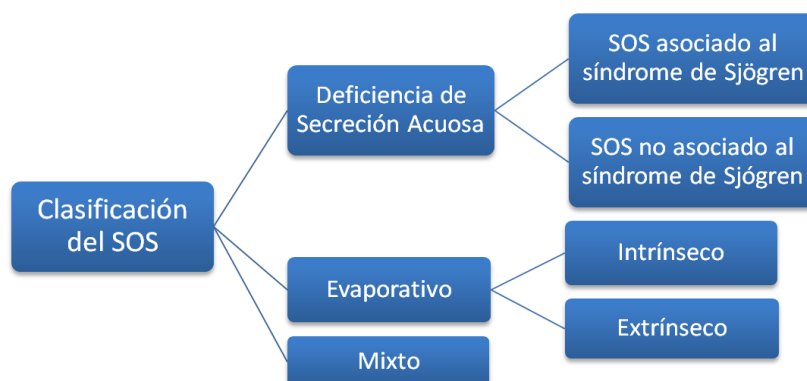 Clasificación
del SOS
Deficiencia de
Secreción Acuosa
SOS asociado al
síndrome de Sjögren
SOS no asociado al
síndrome de Sjógren
Evaporativo
Intrínseco
Extrínseco
Mixto